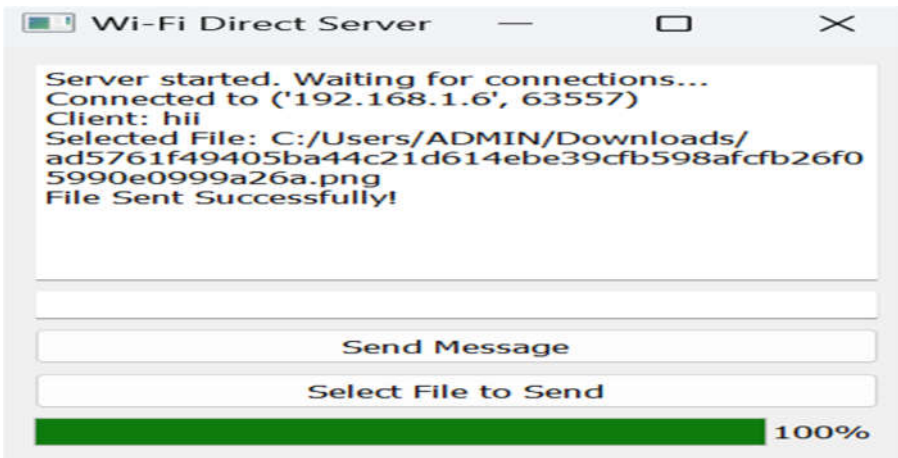 Wi-Fi Direct Server
Server started. Waiting for connections...
Connected to ('192.168.1.6', 63557)
Client: hii
Selected File: C:/Users/ADMIN/Downloads/
ad5761f49405ba44c21d614ebe39cfb598afcfb26f0
5990e0999a26a.png
File Sent Successfully!
Send Message
Select File to Send
100%